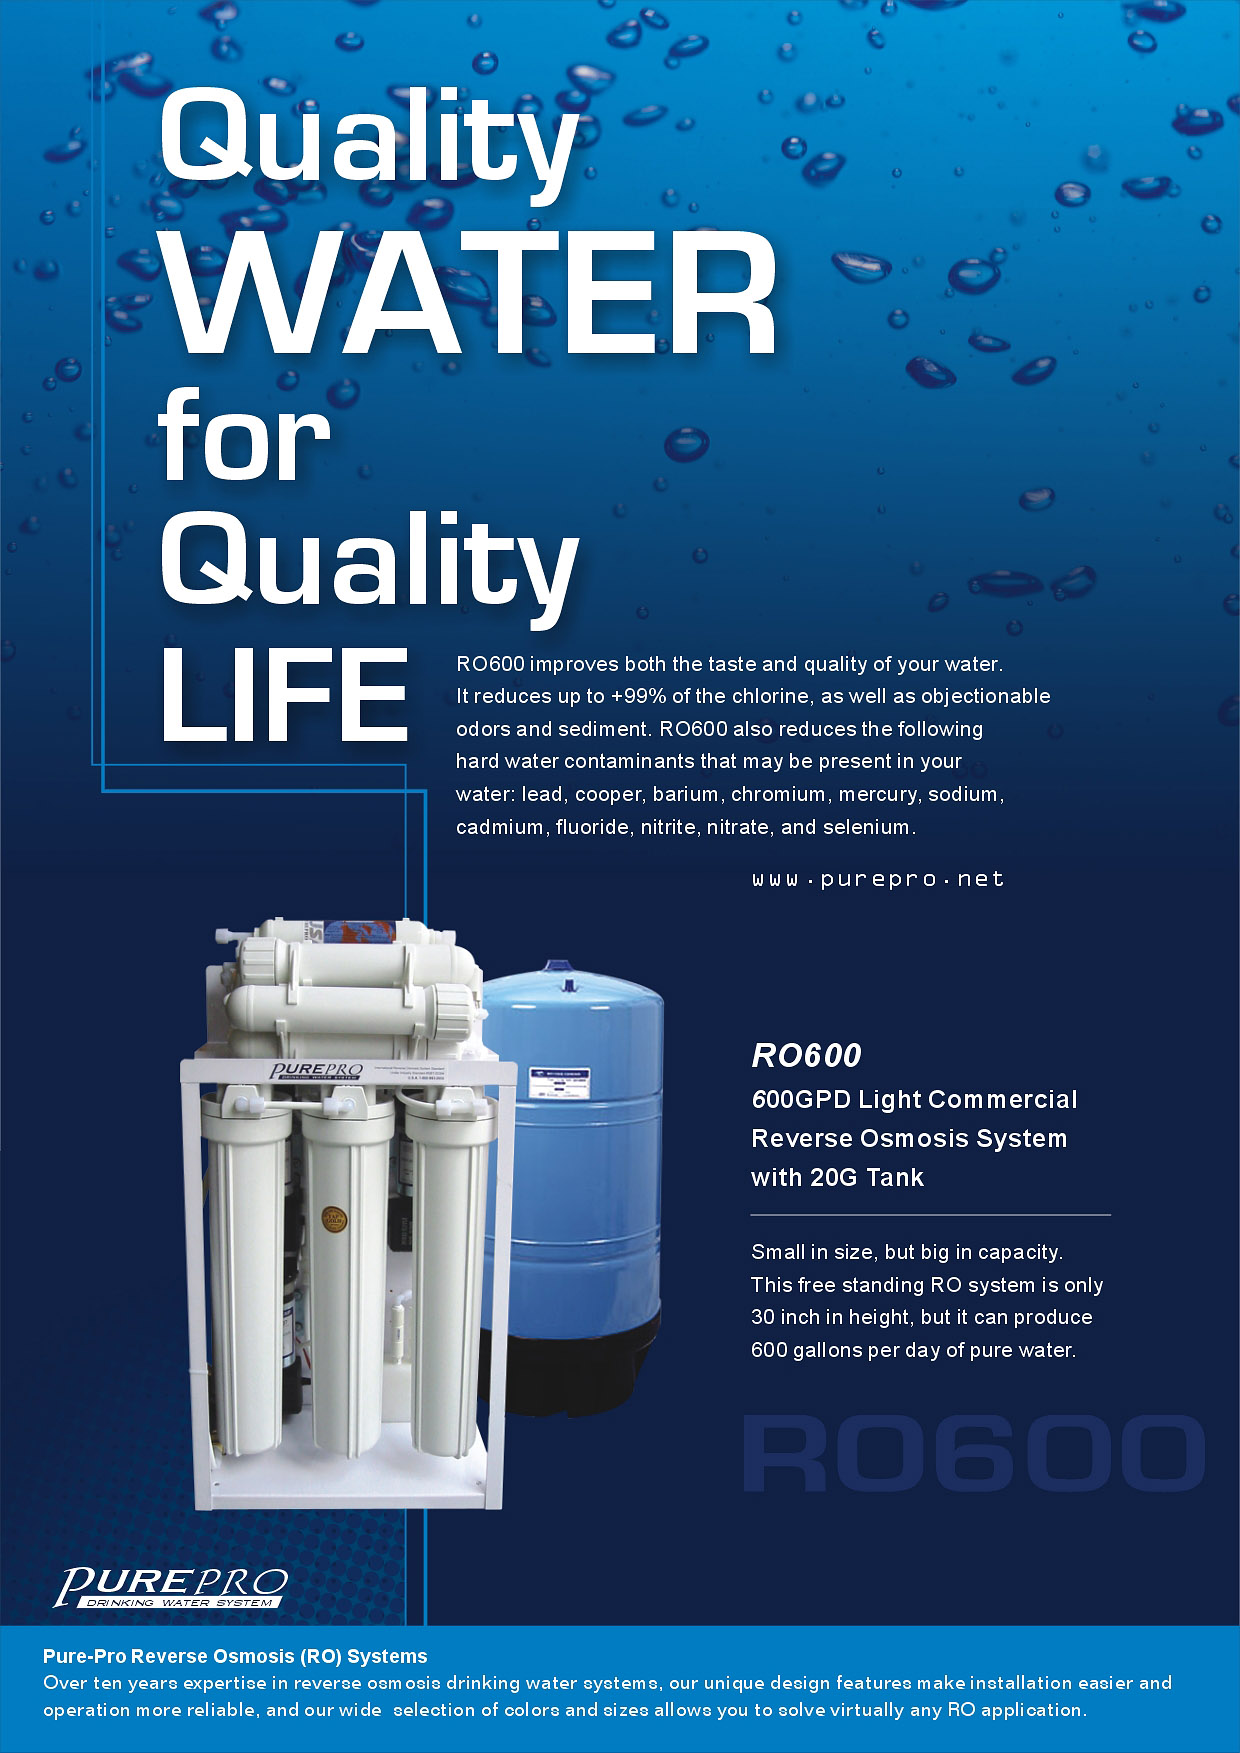 Quality
WATER
for
Quality
LIFE
RO600 improves both the taste and quality of your water.
It reduces up to +99% of the chlorine, as well as objectionable
odors and sediment. RO600 also reduces the following
hard water contaminants that may be present in your
water: lead, cooper, barium, chromium, mercury, sodium,
cadmium, fluoride, nitrite, nitrate, and selenium.
www.purepro.net
PUREPRO
DRINKING WATER SYSTEM
RO600
600GPD Light Commercial
Reverse Osmosis System
with 20G Tank
Small in size, but big in capacity.
This free standing RO system is only
30 inch in height, but it can produce
600 gallons per day of pure water.
RO600
PUREPRO
DRINKING WATER SYSTEM
Pure-Pro Reverse Osmosis (RO) Systems
Over ten years expertise in reverse osmosis drinking water systems, our unique design features make installation easier and
operation more reliable, and our wide selection of colors and sizes allows you to solve virtually any RO application.